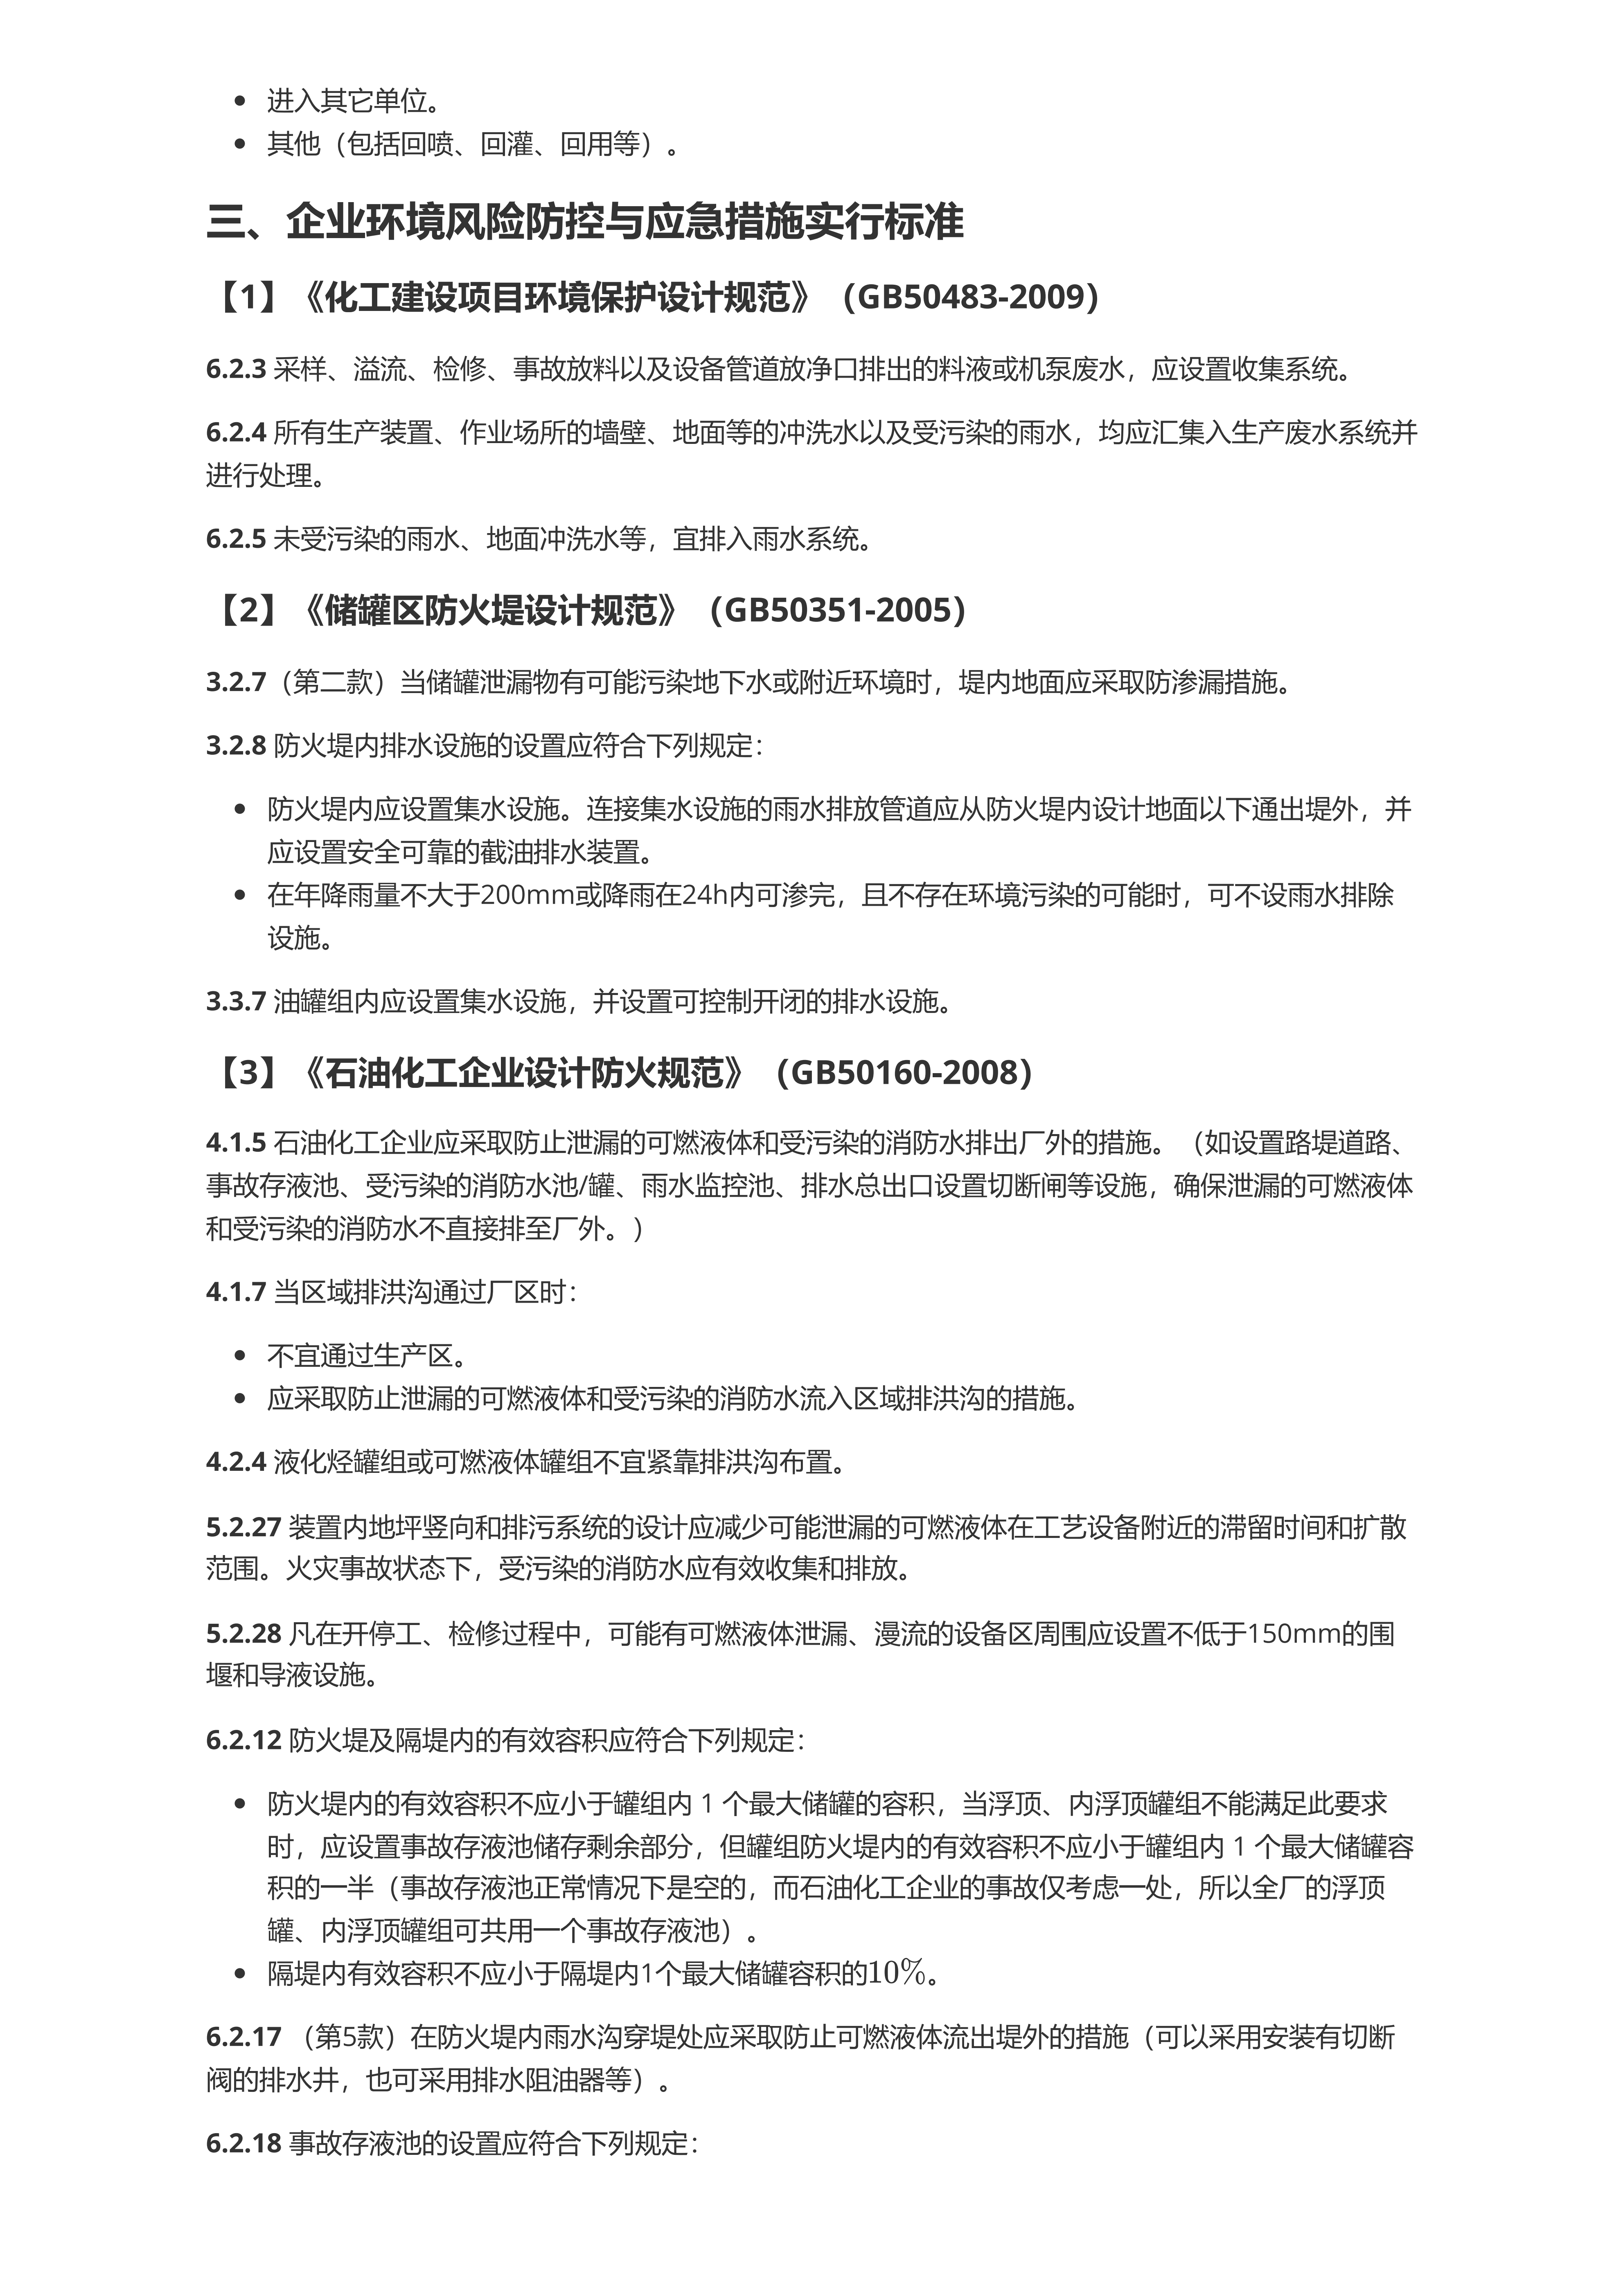 • 进入其它单位。
• 其他（包括回喷、回灌、回用等）。
三、企业环境风险防控与应急措施实行标准
【1】《化工建设项目环境保护设计规范》（GB50483-2009）
6.2.3 采样、溢流、检修、事故放料以及设备管道放净口排出的料液或机泵废水，应设置收集系统。
6.2.4 所有生产装置、作业场所的墙壁、地面等的冲洗水以及受污染的雨水，均应汇集入生产废水系统并
进行处理。
6.2.5 未受污染的雨水、地面冲洗水等，宜排入雨水系统。
【2】《储罐区防火堤设计规范》（GB50351-2005）
3.2.7（第二款）当储罐泄漏物有可能污染地下水或附近环境时，堤内地面应采取防渗漏措施。
3.2.8 防火堤内排水设施的设置应符合下列规定：
• 防火堤内应设置集水设施。连接集水设施的雨水排放管道应从防火堤内设计地面以下通出堤外，并
应设置安全可靠的截油排水装置。
• 在年降雨量不大于200mm或降雨在24h内可渗完，且不存在环境污染的可能时，可不设雨水排除
设施。
3.3.7 油罐组内应设置集水设施，并设置可控制开闭的排水设施。
【3】《石油化工企业设计防火规范》（GB50160-2008）
4.1.5 石油化工企业应采取防止泄漏的可燃液体和受污染的消防水排出厂外的措施。（如设置路堤道路、
事故存液池、受污染的消防水池/罐、雨水监控池、排水总出口设置切断闸等设施，确保泄漏的可燃液体
和受污染的消防水不直接排至厂外。）
4.1.7 当区域排洪沟通过厂区时：
• 不宜通过生产区。
• 应采取防止泄漏的可燃液体和受污染的消防水流入区域排洪沟的措施。
4.2.4 液化烃罐组或可燃液体罐组不宜紧靠排洪沟布置。
5.2.27 装置内地坪竖向和排污系统的设计应减少可能泄漏的可燃液体在工艺设备附近的滞留时间和扩散
范围。火灾事故状态下，受污染的消防水应有效收集和排放。
5.2.28 凡在开停工、检修过程中，可能有可燃液体泄漏、漫流的设备区周围应设置不低于150mm的围
堰和导液设施。
6.2.12 防火堤及隔堤内的有效容积应符合下列规定：
• 防火堤内的有效容积不应小于罐组内 1 个最大储罐的容积，当浮顶、内浮顶罐组不能满足此要求
时，应设置事故存液池储存剩余部分，但罐组防火堤内的有效容积不应小于罐组内 1 个最大储罐容
积的一半（事故存液池正常情况下是空的，而石油化工企业的事故仅考虑一处，所以全厂的浮顶
罐、内浮顶罐组可共用一个事故存液池）。
• 隔堤内有效容积不应小于隔堤内1个最大储罐容积的10%。
6.2.17 （第5款）在防火堤内雨水沟穿堤处应采取防止可燃液体流出堤外的措施（可以采用安装有切断
阀的排水井，也可采用排水阻油器等）。
6.2.18 事故存液池的设置应符合下列规定：